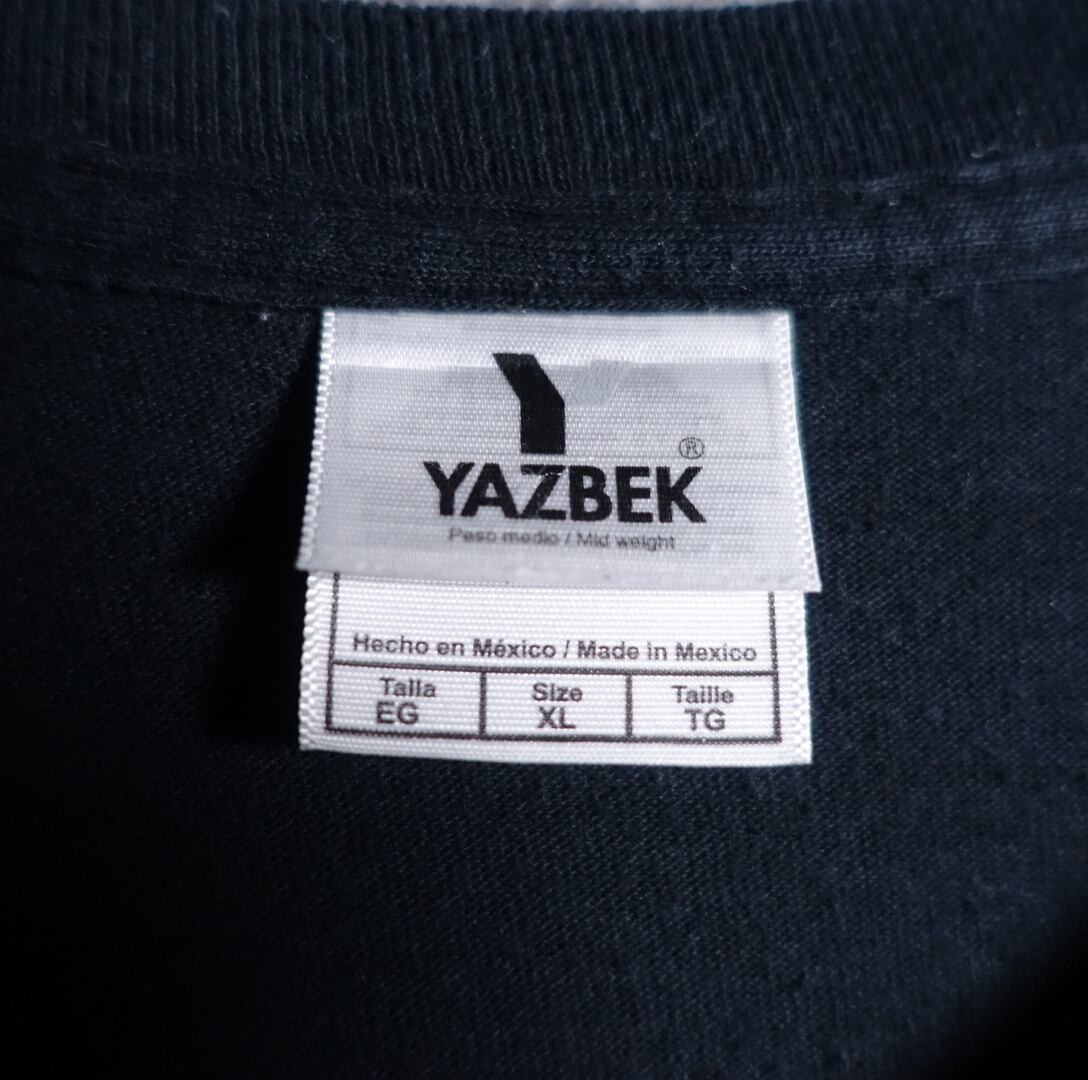 Y
®
YAZBEK
Peso medio / Mid weight
Hecho en México / Made in Mexico
Talla Size Taille
EG XL TG